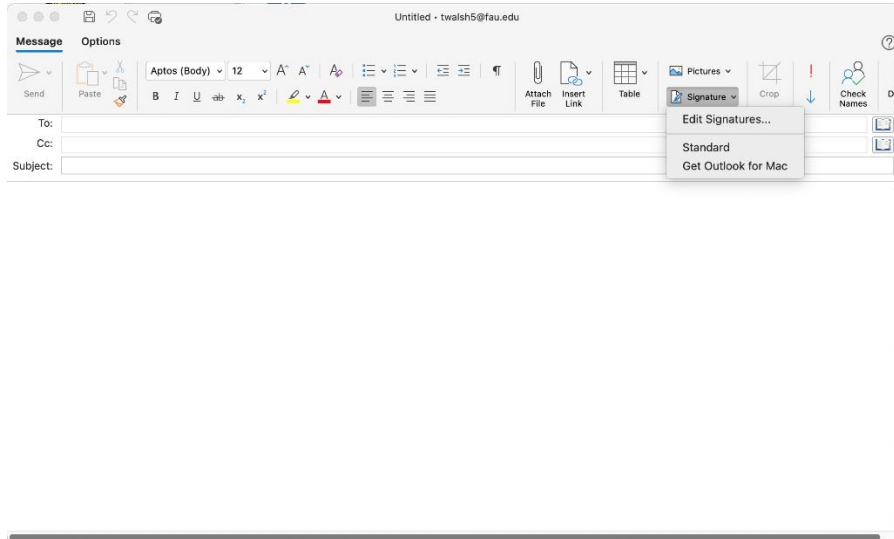 Untitled • twalsh5@fau.edu
Message Options
Aptos (Body) 12 A^ A˅ A
Pictures
Send Paste
B I U ab x₂ x² A
Attach File
Insert Link
Table
Signature
Crop
Check Names
D
To:
Edit Signatures...
Cc:
Standard
Subject:
Get Outlook for Mac